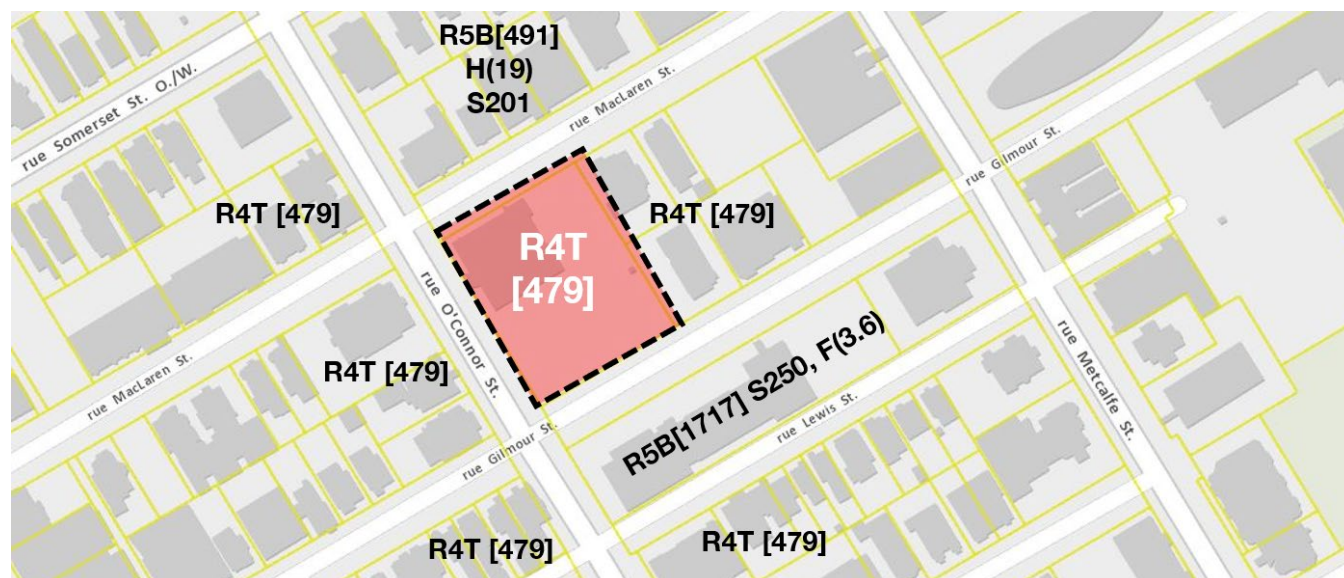 R5B[491]
H(19)
S201
rue Somerset St. O./W.
rue MacLaren St.
rue Gilmour St.
R4T [479]
R4T [479]
R4T
[479]
rue O'Connor St.
R4T [479]
rue MacLaren St.
rue Gilmour St.
R5B[1717] S250, F(3.6)
rue Lewis St.
rue Metcalfe St.
R4T [479]
R4T [479]